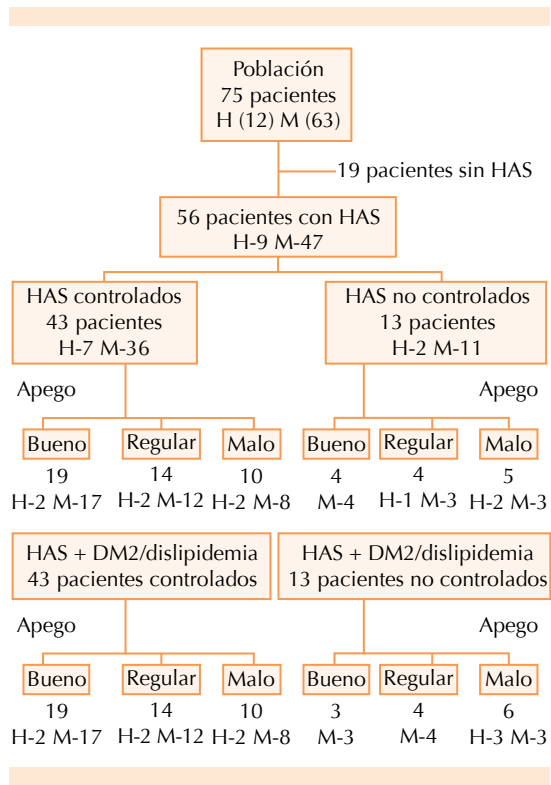 Población
75 pacientes
H (12) M (63)
19 pacientes sin HAS
56 pacientes con HAS
H-9 M-47
HAS controlados
43 pacientes
H-7 M-36
HAS no controlados
13 pacientes
H-2 M-11
Apego
Apego
Bueno
Regular
Malo
Bueno
Regular
Malo
19
14
10
4
4
5
H-2 M-17
H-2 M-12
H-2 M-8
M-4
H-1 M-3
H-2 M-3
HAS + DM2/dislipidemia
43 pacientes controlados
HAS + DM2/dislipidemia
13 pacientes no controlados
Apego
Apego
Bueno
Regular
Malo
Bueno
Regular
Malo
19
14
10
3
4
6
H-2 M-17
H-2 M-12
H-2 M-8
M-3
M-4
H-3 M-3